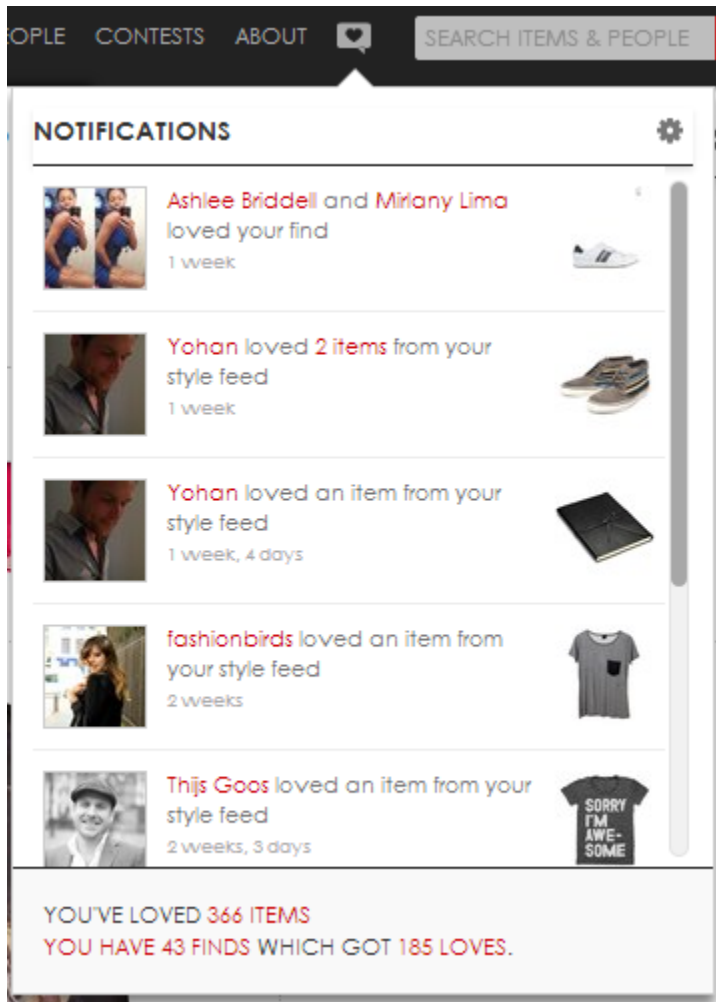 EOPLE CONTESTS ABOUT SEARCH ITEMS & PEOPLE
NOTIFICATIONS
Ashlee Briddell and Mirlany Lima
loved your find
1 week
Yohan loved 2 items from your
style feed
1 week
Yohan loved an item from your
style feed
1 week, 4 days
fashionbirds loved an item from
your style feed
2 weeks
Thijs Goos loved an item from your
style feed
2 weeks, 3 days
SORRY
I'M
AWE-
SOME
YOU'VE LOVED 366 ITEMS
YOU HAVE 43 FINDS WHICH GOT 185 LOVES.